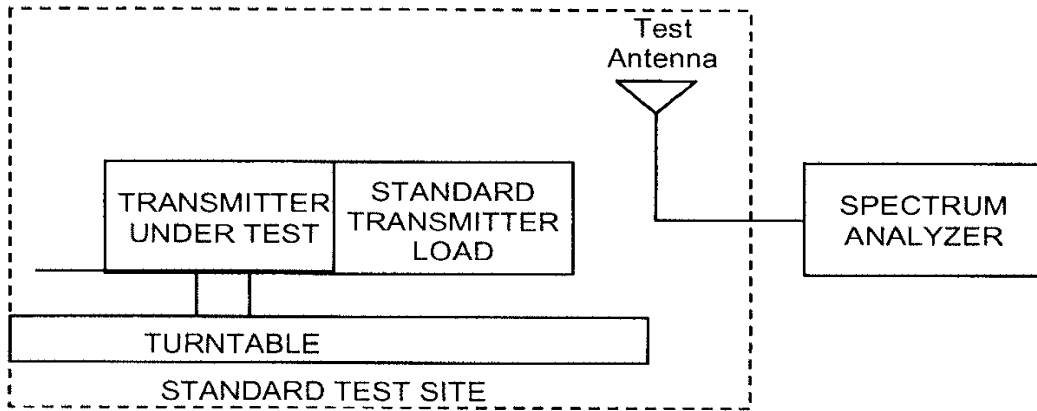 Test
Antenna
TRANSMITTER
UNDER TEST
STANDARD
TRANSMITTER
LOAD
SPECTRUM
ANALYZER
TURNTABLE
STANDARD TEST SITE